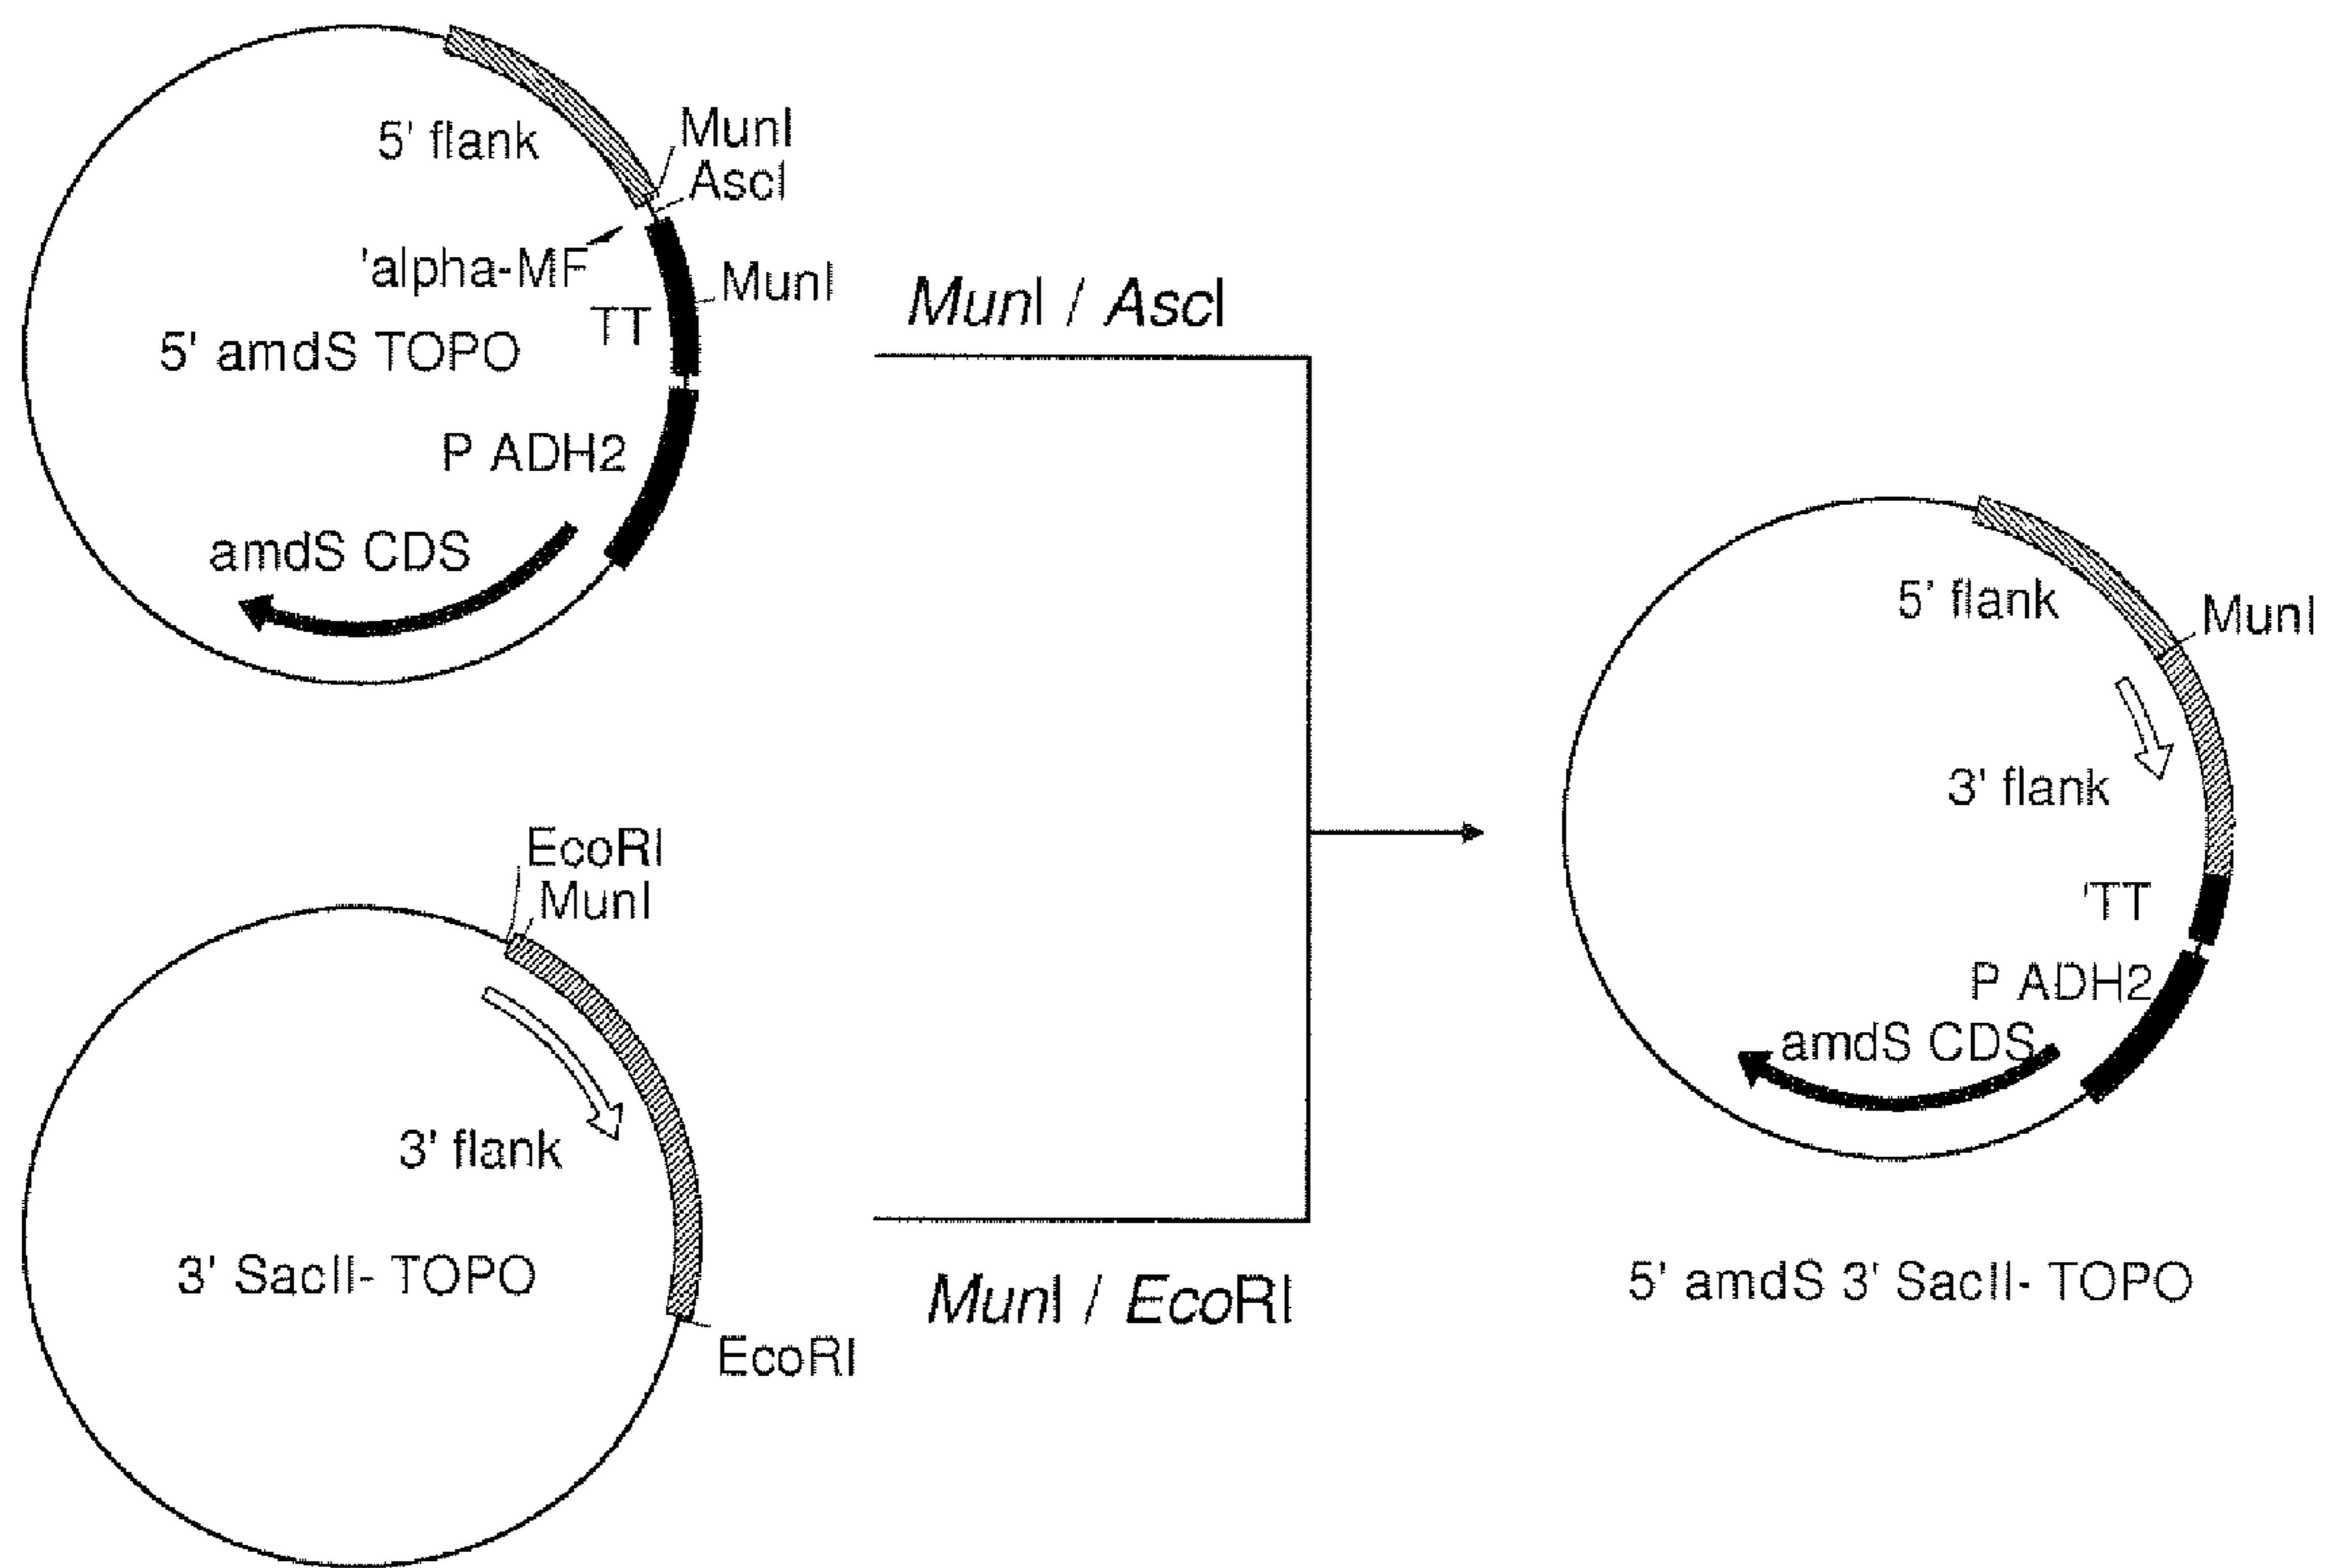 5' flank
MunI
AscI
'alpha-MF
MunI
TT
5' amdS TOPO
P ADH2
amdS CDS
MunI / AscI
EcoRI
MunI
3' flank
3' SacII- TOPO
EcoRI
MunI / EcoRI
5' flank
MunI
3' flank
'TT
P ADH2
amdS CDS
5' amdS 3' SacII- TOPO